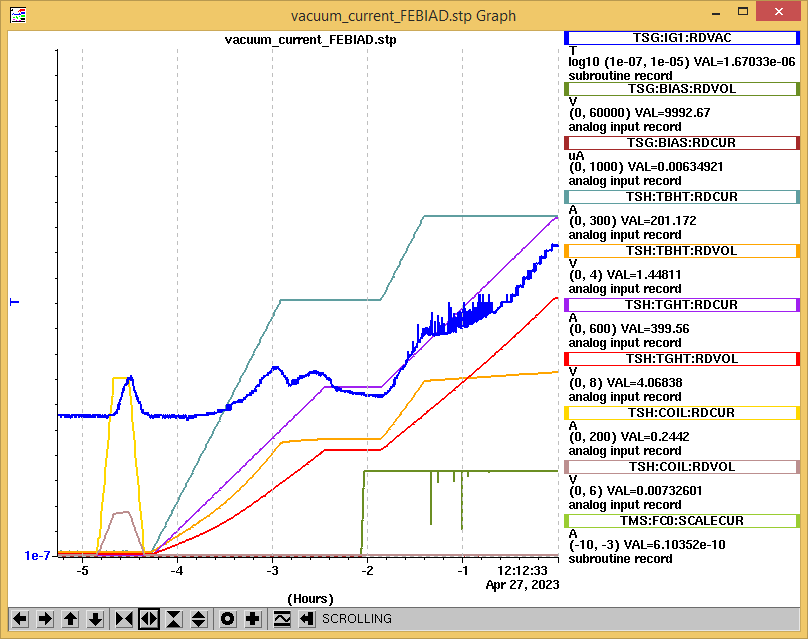 vacuum_current_FEBIAD.stp Graph
vacuum_current_FEBIAD.stp
T
1e-7
-5
-4
-3
-2
-1
12:12:33
Apr 27, 2023
(Hours)
TSG:IG1:RDVAC
T
log10 (1e-07, 1e-05) VAL=1.67033e-06
subroutine record
TSG:BIAS:RDVOL
V
(0, 60000) VAL=9992.67
analog input record
TSG:BIAS:RDCUR
uA
(0, 1000) VAL=0.00634921
analog input record
TSH:TBHT:RDCUR
A
(0, 300) VAL=201.172
analog input record
TSH:TBHT:RDVOL
V
(0, 4) VAL=1.44811
analog input record
TSH:TGHT:RDCUR
A
(0, 600) VAL=399.56
analog input record
TSH:TGHT:RDVOL
V
(0, 8) VAL=4.06838
analog input record
TSH:COIL:RDCUR
A
(0, 200) VAL=0.2442
analog input record
TSH:COIL:RDVOL
V
(0, 6) VAL=0.00732601
analog input record
TMS:FC0:SCALECUR
A
(-10, -3) VAL=6.10352e-10
subroutine record
SCROLLING